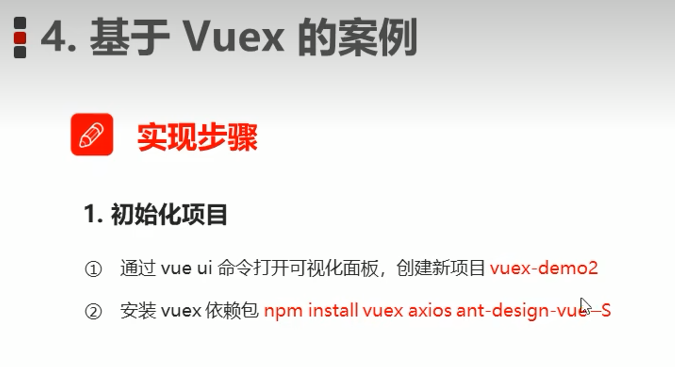 4. 基于 Vuex 的案例
实现步骤
1. 初始化项目
① 通过 vue ui 命令打开可视化面板，创建新项目 vuex-demo2
② 安装 vuex 依赖包 npm install vuex axios ant-design-vue –S